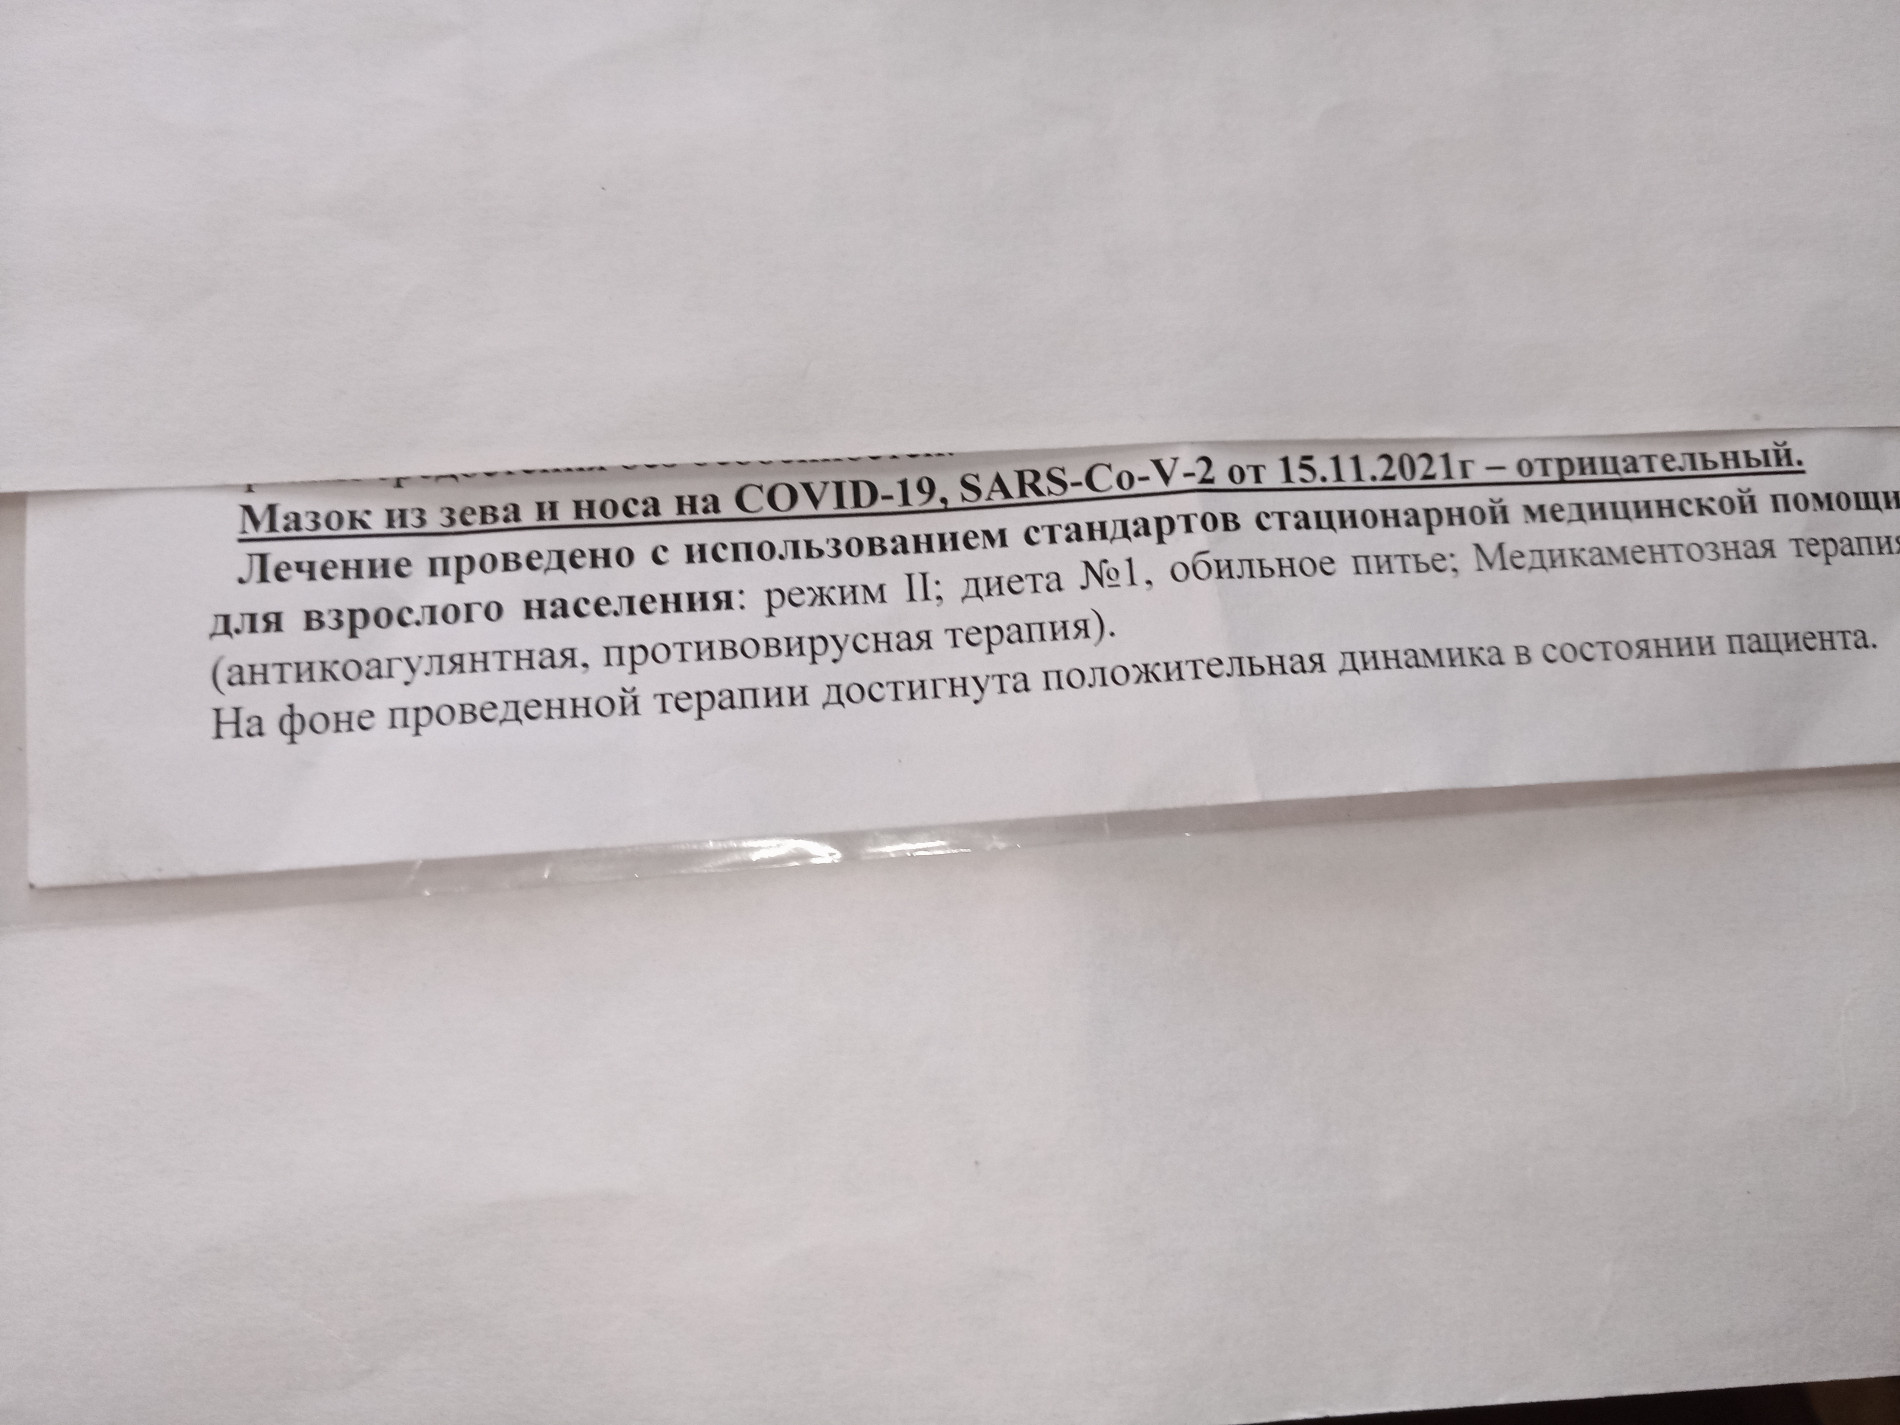 Мазок из зева и носа на COVID-19, SARS-Co-V-2 от 15.11.2021г – отрицательный.
Лечение проведено с использованием стандартов стационарной медицинской помощи
для взрослого населения: режим II; диета №1, обильное питье; Медикаментозная терапия
(антикоагулянтная, противовирусная терапия).
На фоне проведенной терапии достигнута положительная динамика в состоянии пациента.